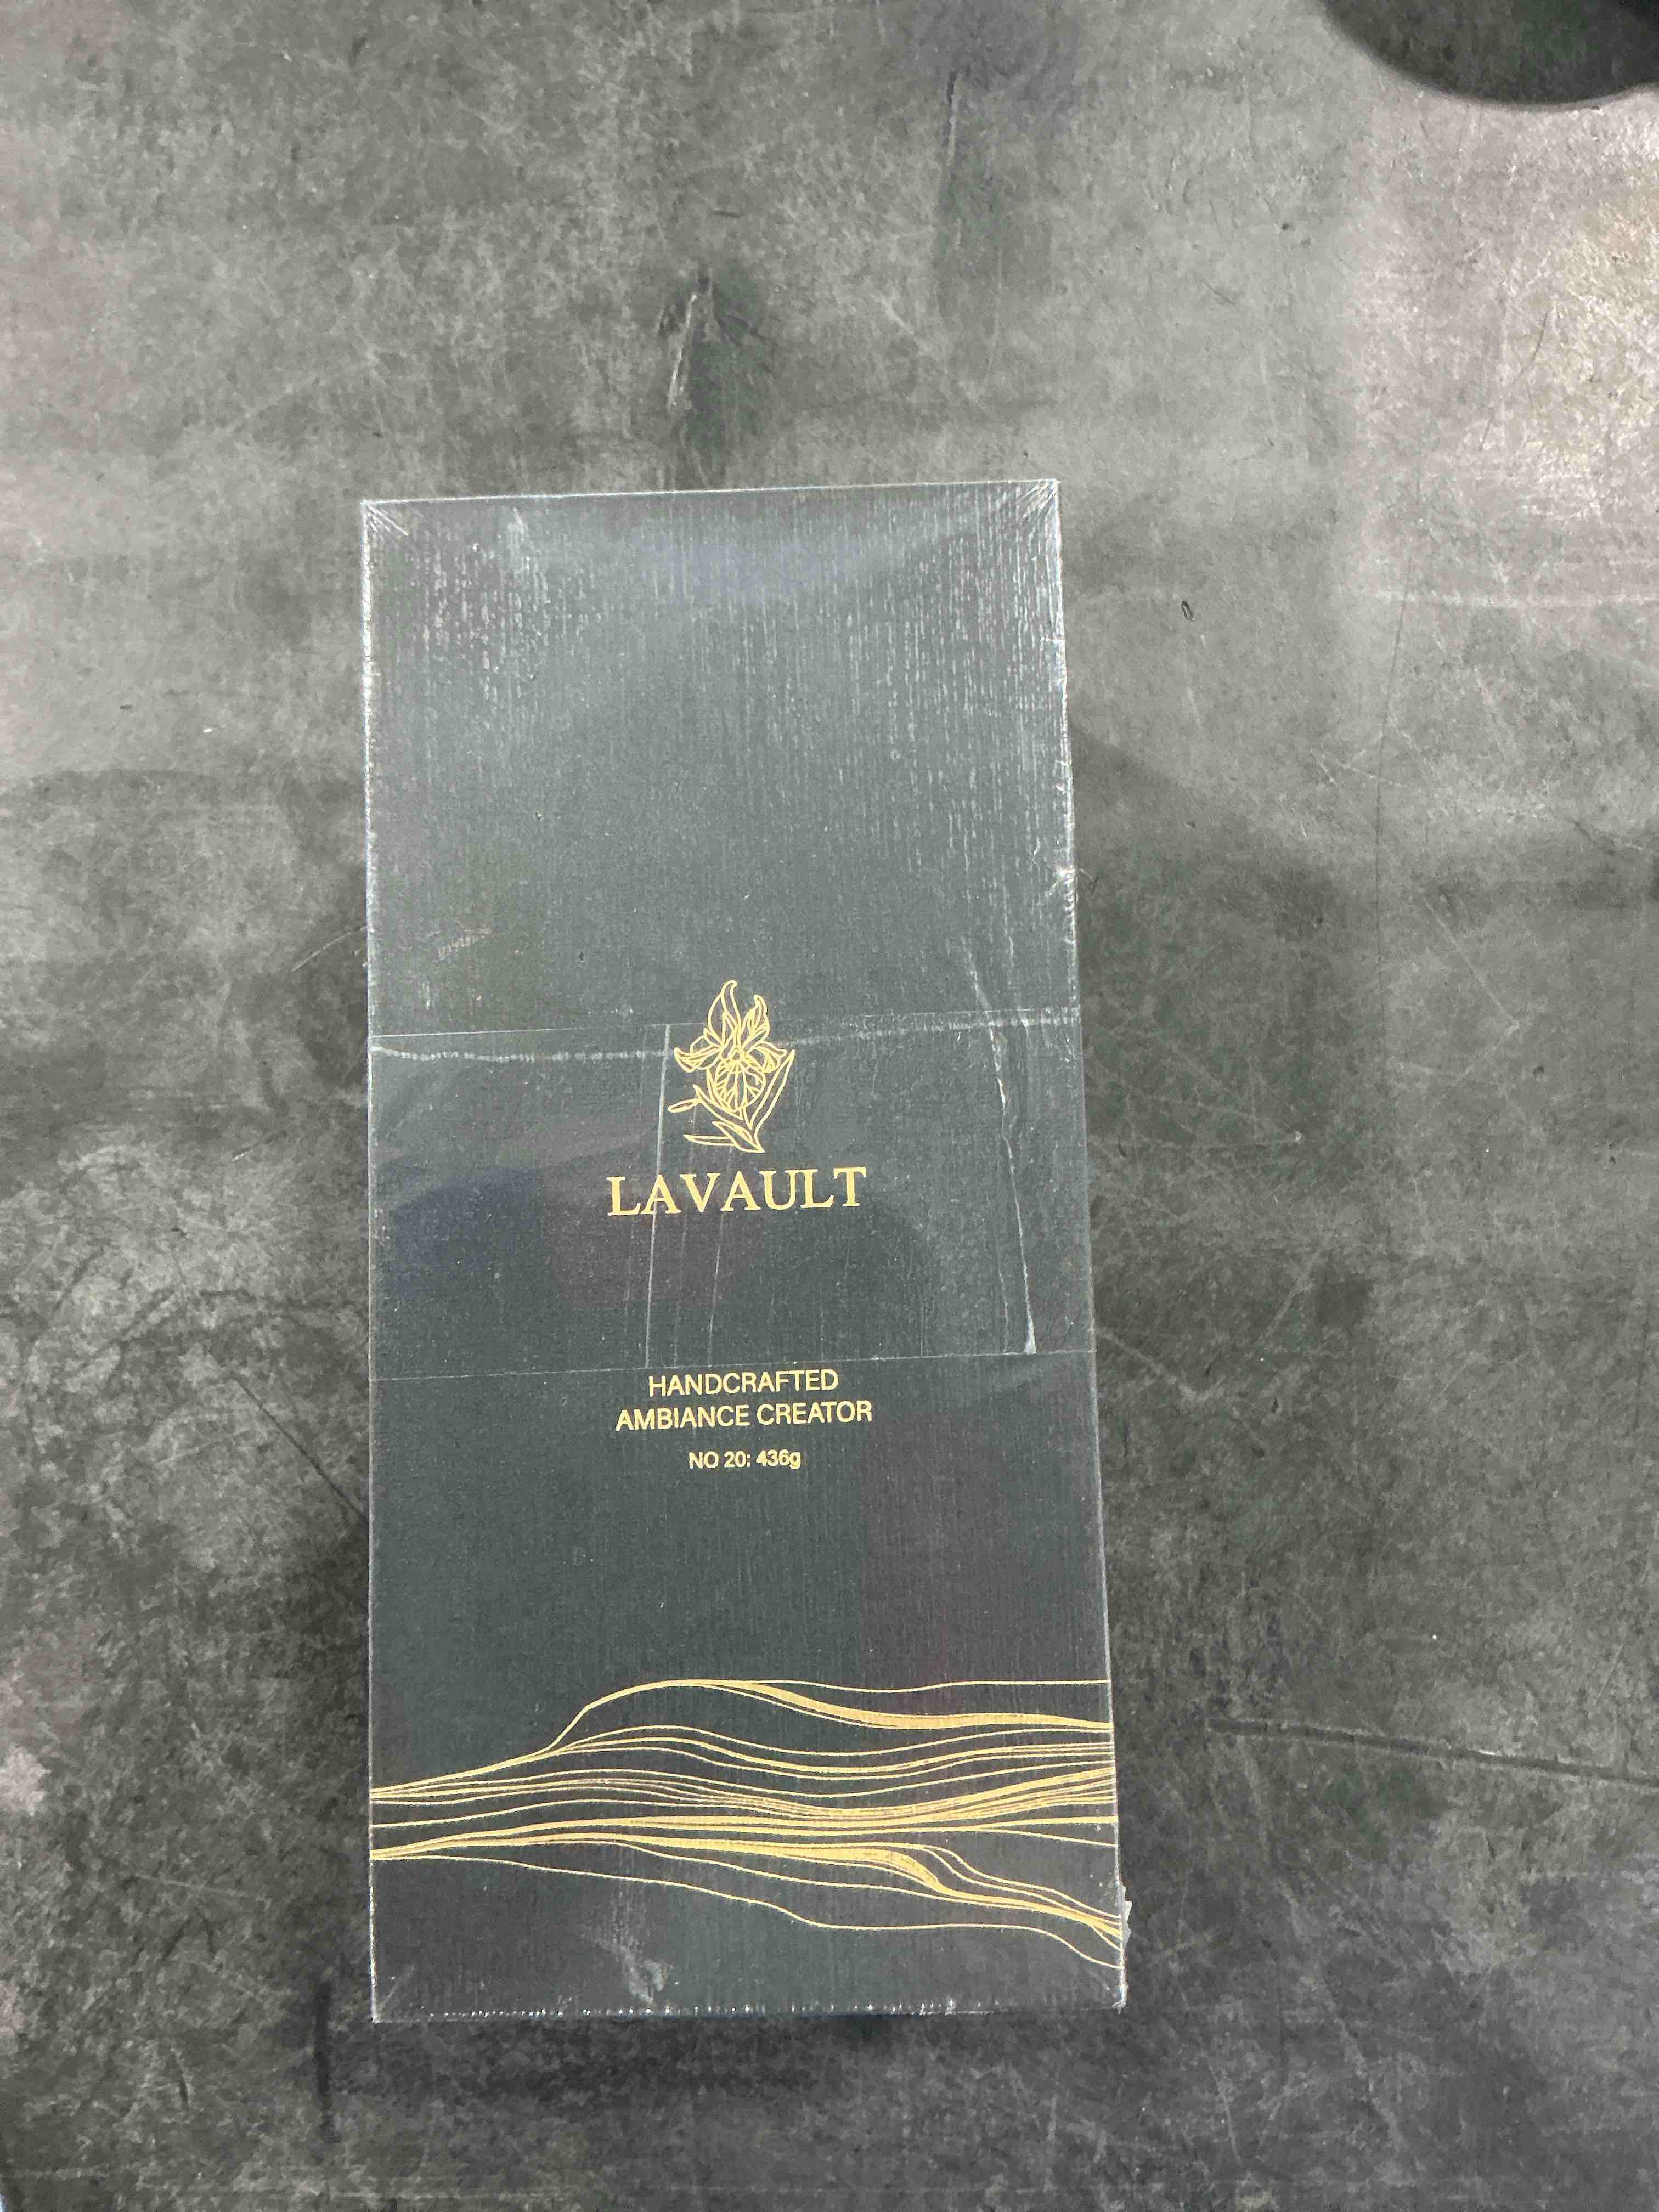 LAVAULT
HANDCRAFTED
AMBIANCE CREATOR
NO 20: 436g